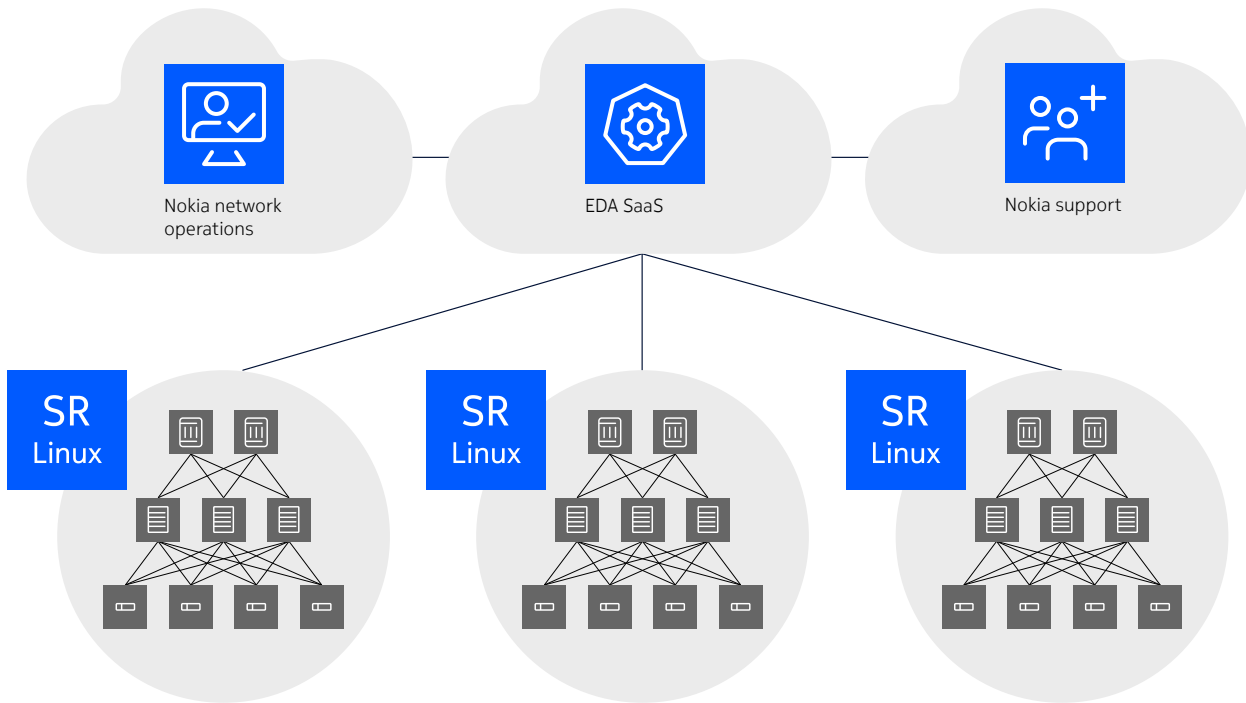 Nokia network
operations
EDA SaaS
Nokia support
SR
Linux
SR
Linux
SR
Linux